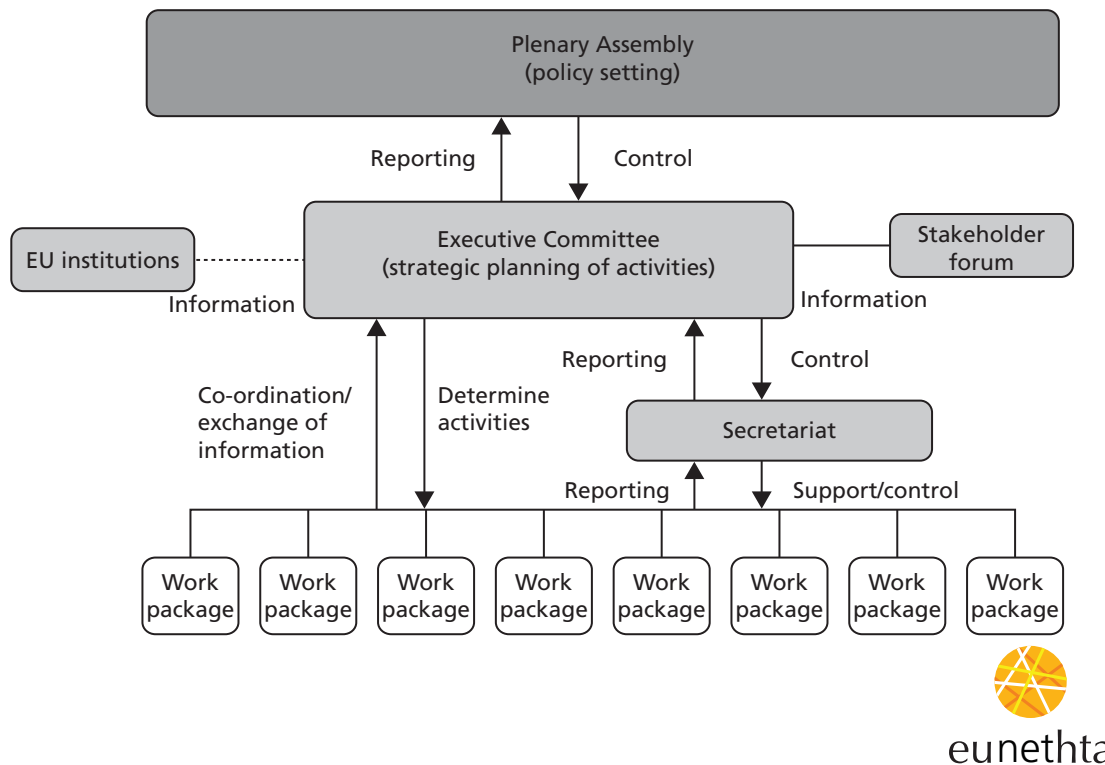 Plenary Assembly
(policy setting)
Reporting
Control
Executive Committee
(strategic planning of activities)
EU institutions
Stakeholder
forum
Information
Information
Reporting
Control
Co-ordination/
exchange of
information
Determine
activities
Secretariat
Reporting
Support/control
Work
package
Work
package
Work
package
Work
package
Work
package
Work
package
Work
package
Work
package
eunethta